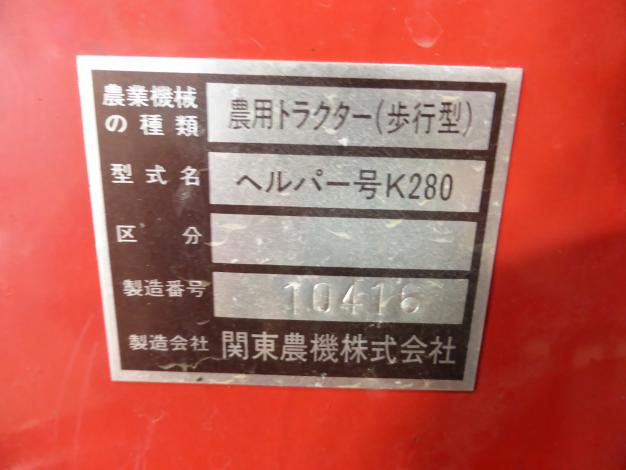 農業機械の種類 農用トラクター(歩行型)
型式名 ヘルパー号K280
区分
製造番号 10416
製造会社 関東農機株式会社